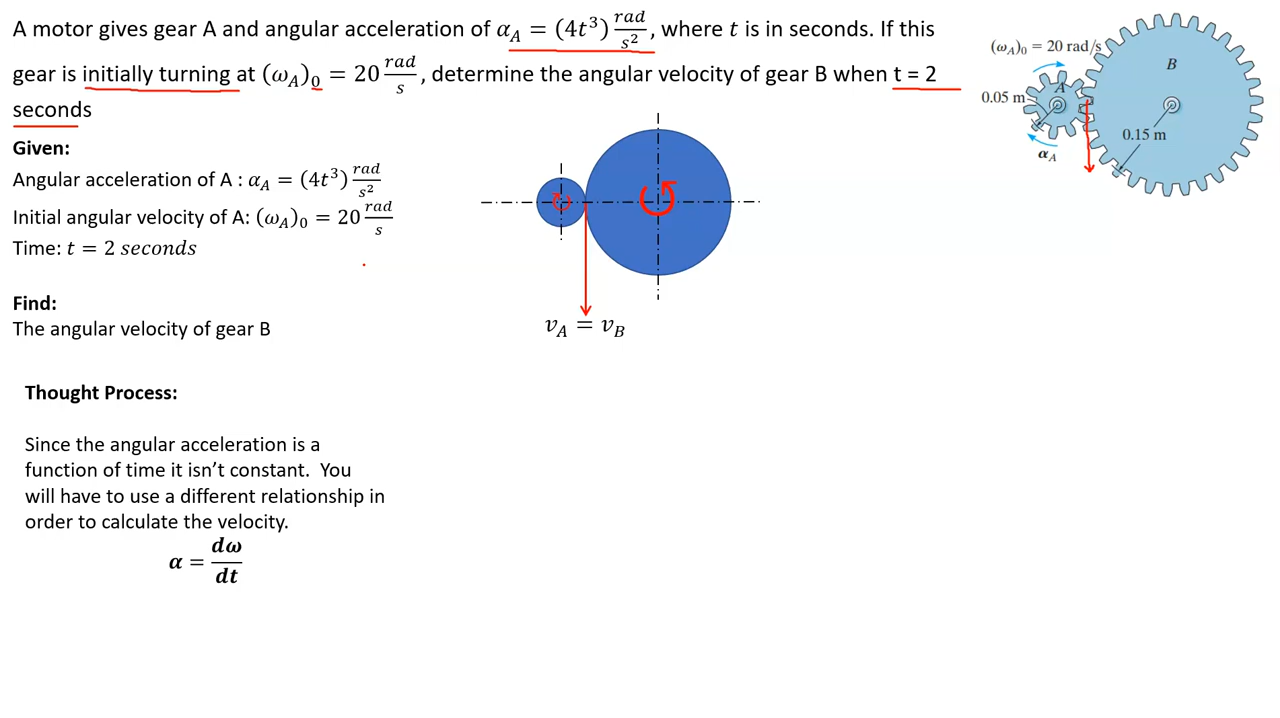 A motor gives gear A and angular acceleration of α_A = (4t³) rad/s², where t is in seconds. If this
gear is initially turning at (ω_A)₀ = 20 rad/s, determine the angular velocity of gear B when t = 2
seconds
Given:
Angular acceleration of A : α_A = (4t³) rad/s²
Initial angular velocity of A: (ω_A)₀ = 20 rad/s
Time: t = 2 seconds
Find:
The angular velocity of gear B
Thought Process:
Since the angular acceleration is a
function of time it isn’t constant.  You
will have to use a different relationship in
order to calculate the velocity.
α = dω/dt
v_A = v_B
(ω_A)₀ = 20 rad/s
B
A
0.05 m
0.15 m
α_A